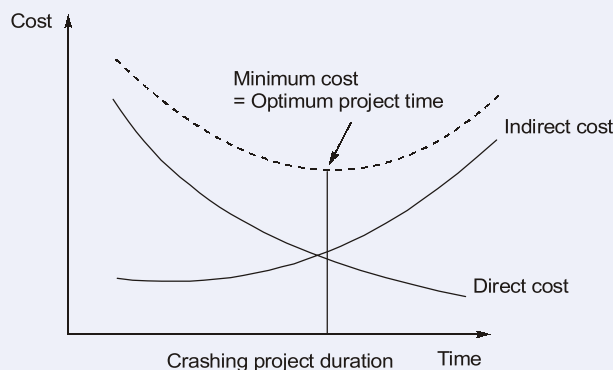 Cost
Minimum cost
= Optimum project time
Indirect cost
Direct cost
Crashing project duration
Time